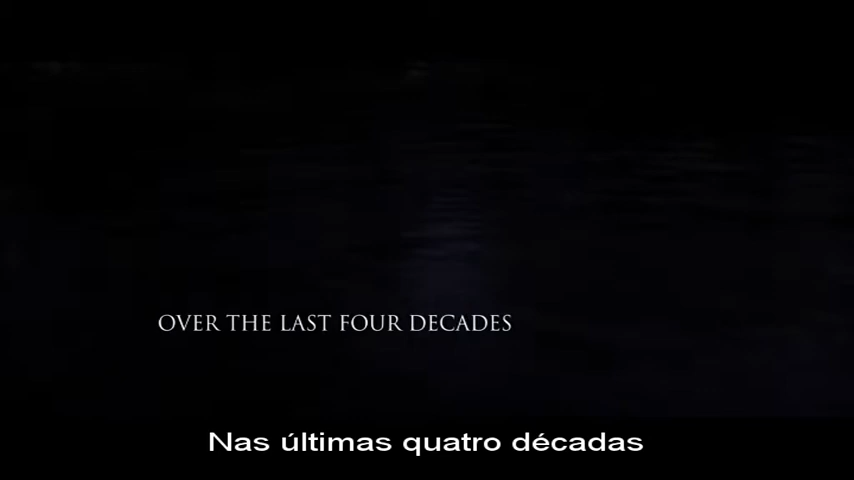 OVER THE LAST FOUR DECADES
Nas últimas quatro décadas